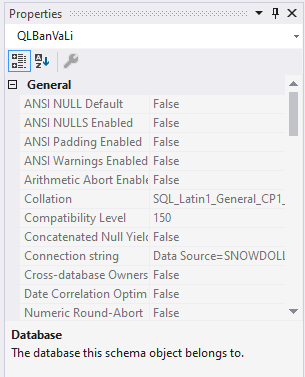 Properties
QLBanVaLi
General
ANSI NULL Default False
ANSI NULLS Enabled False
ANSI Padding Enabled False
ANSI Warnings Enabled False
Arithmetic Abort Enable False
Collation SQL_Latin1_General_CP1_
Compatibility Level 150
Concatenated Null Yield False
Connection string Data Source=SNOWDOLL
Cross-database Owners False
Date Correlation Optim False
Numeric Round-Abort False
Database
The database this schema object belongs to.